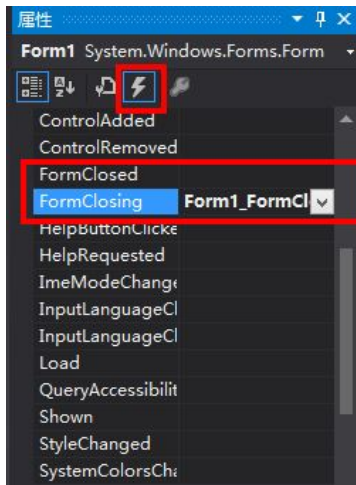 属性
Form1 System.Windows.Forms.Form
ControlAdded
ControlRemoved
FormClosed
FormClosing Form1_FormCl
HelpButtonClicke
HelpRequested
ImeModeChange
InputLanguageCl
InputLanguageCl
Load
QueryAccessibilit
Shown
StyleChanged
SystemColorsCha